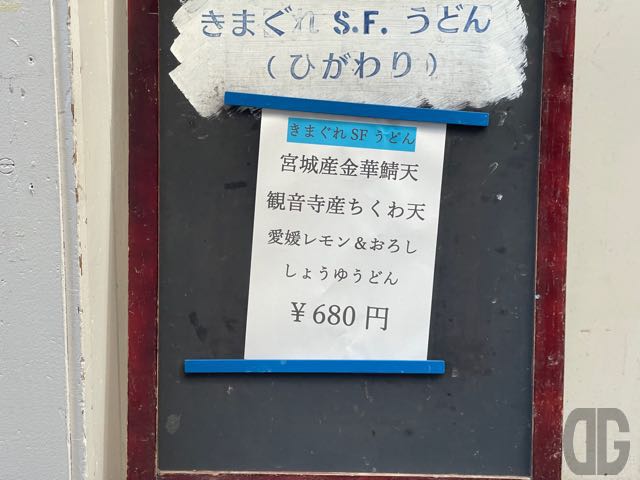 きまぐれ S.F. うどん
(ひがわり)
きまぐれSFうどん
宮城産金華鯖天
観音寺産ちくわ天
愛媛レモン＆おろし
しょうゆうどん
￥680円
DG